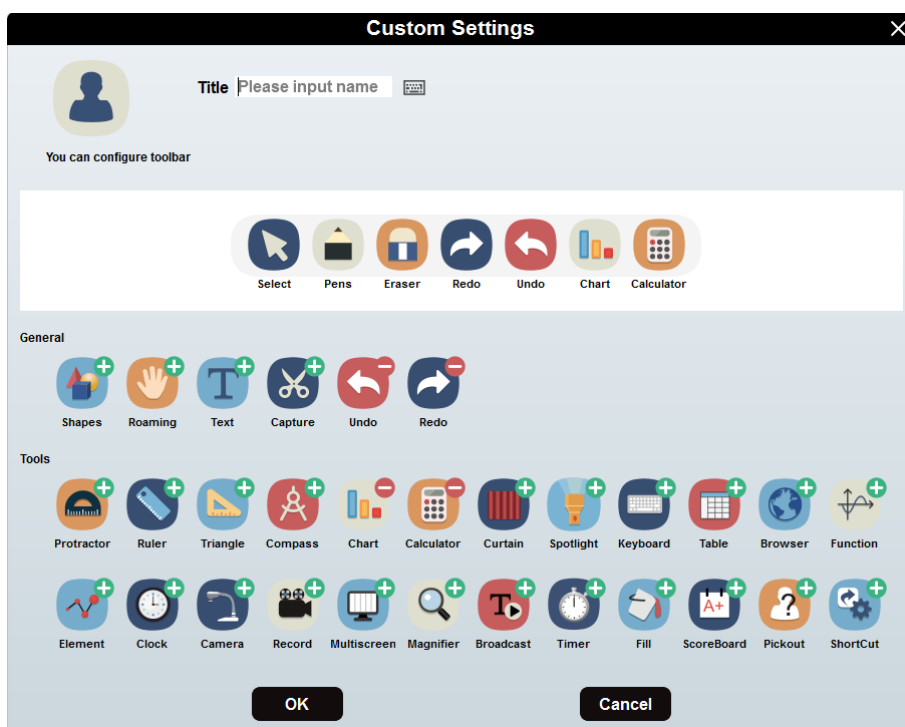 Custom Settings
Title Please input name
You can configure toolbar
Select Pens Eraser Redo Undo Chart Calculator
General
Shapes Roaming Text Capture Undo Redo
Tools
Protractor Ruler Triangle Compass Chart Calculator Curtain Spotlight Keyboard Table Browser Function
T
A+
?
Element Clock Camera Record Multiscreen Magnifier Broadcast Timer Fill ScoreBoard Pickout ShortCut
OK Cancel